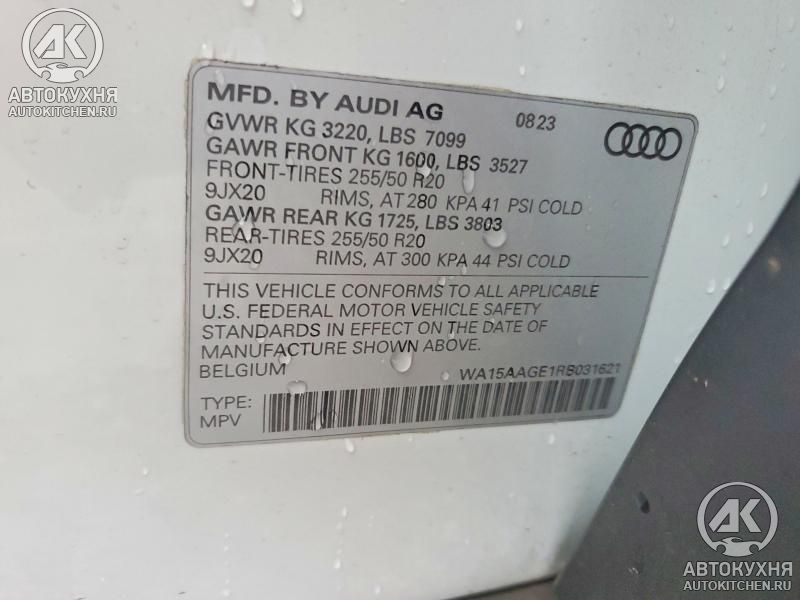 AK
АВТОКУХНЯ
AUTOKITCHEN.RU
MFD. BY AUDI AG 0823
GVWR KG 3220, LBS 7099
GAWR FRONT KG 1600, LBS 3527
FRONT-TIRES 255/50 R20
9JX20 RIMS, AT 280 KPA 41 PSI COLD
GAWR REAR KG 1725, LBS 3803
REAR-TIRES 255/50 R20
9JX20 RIMS, AT 300 KPA 44 PSI COLD
THIS VEHICLE CONFORMS TO ALL APPLICABLE
U.S. FEDERAL MOTOR VEHICLE SAFETY
STANDARDS IN EFFECT ON THE DATE OF
MANUFACTURE SHOWN ABOVE.
BELGIUM WA15AAGE1RB031621
TYPE:
MPV
AK
АВТОКУХНЯ
AUTOKITCHEN.RU